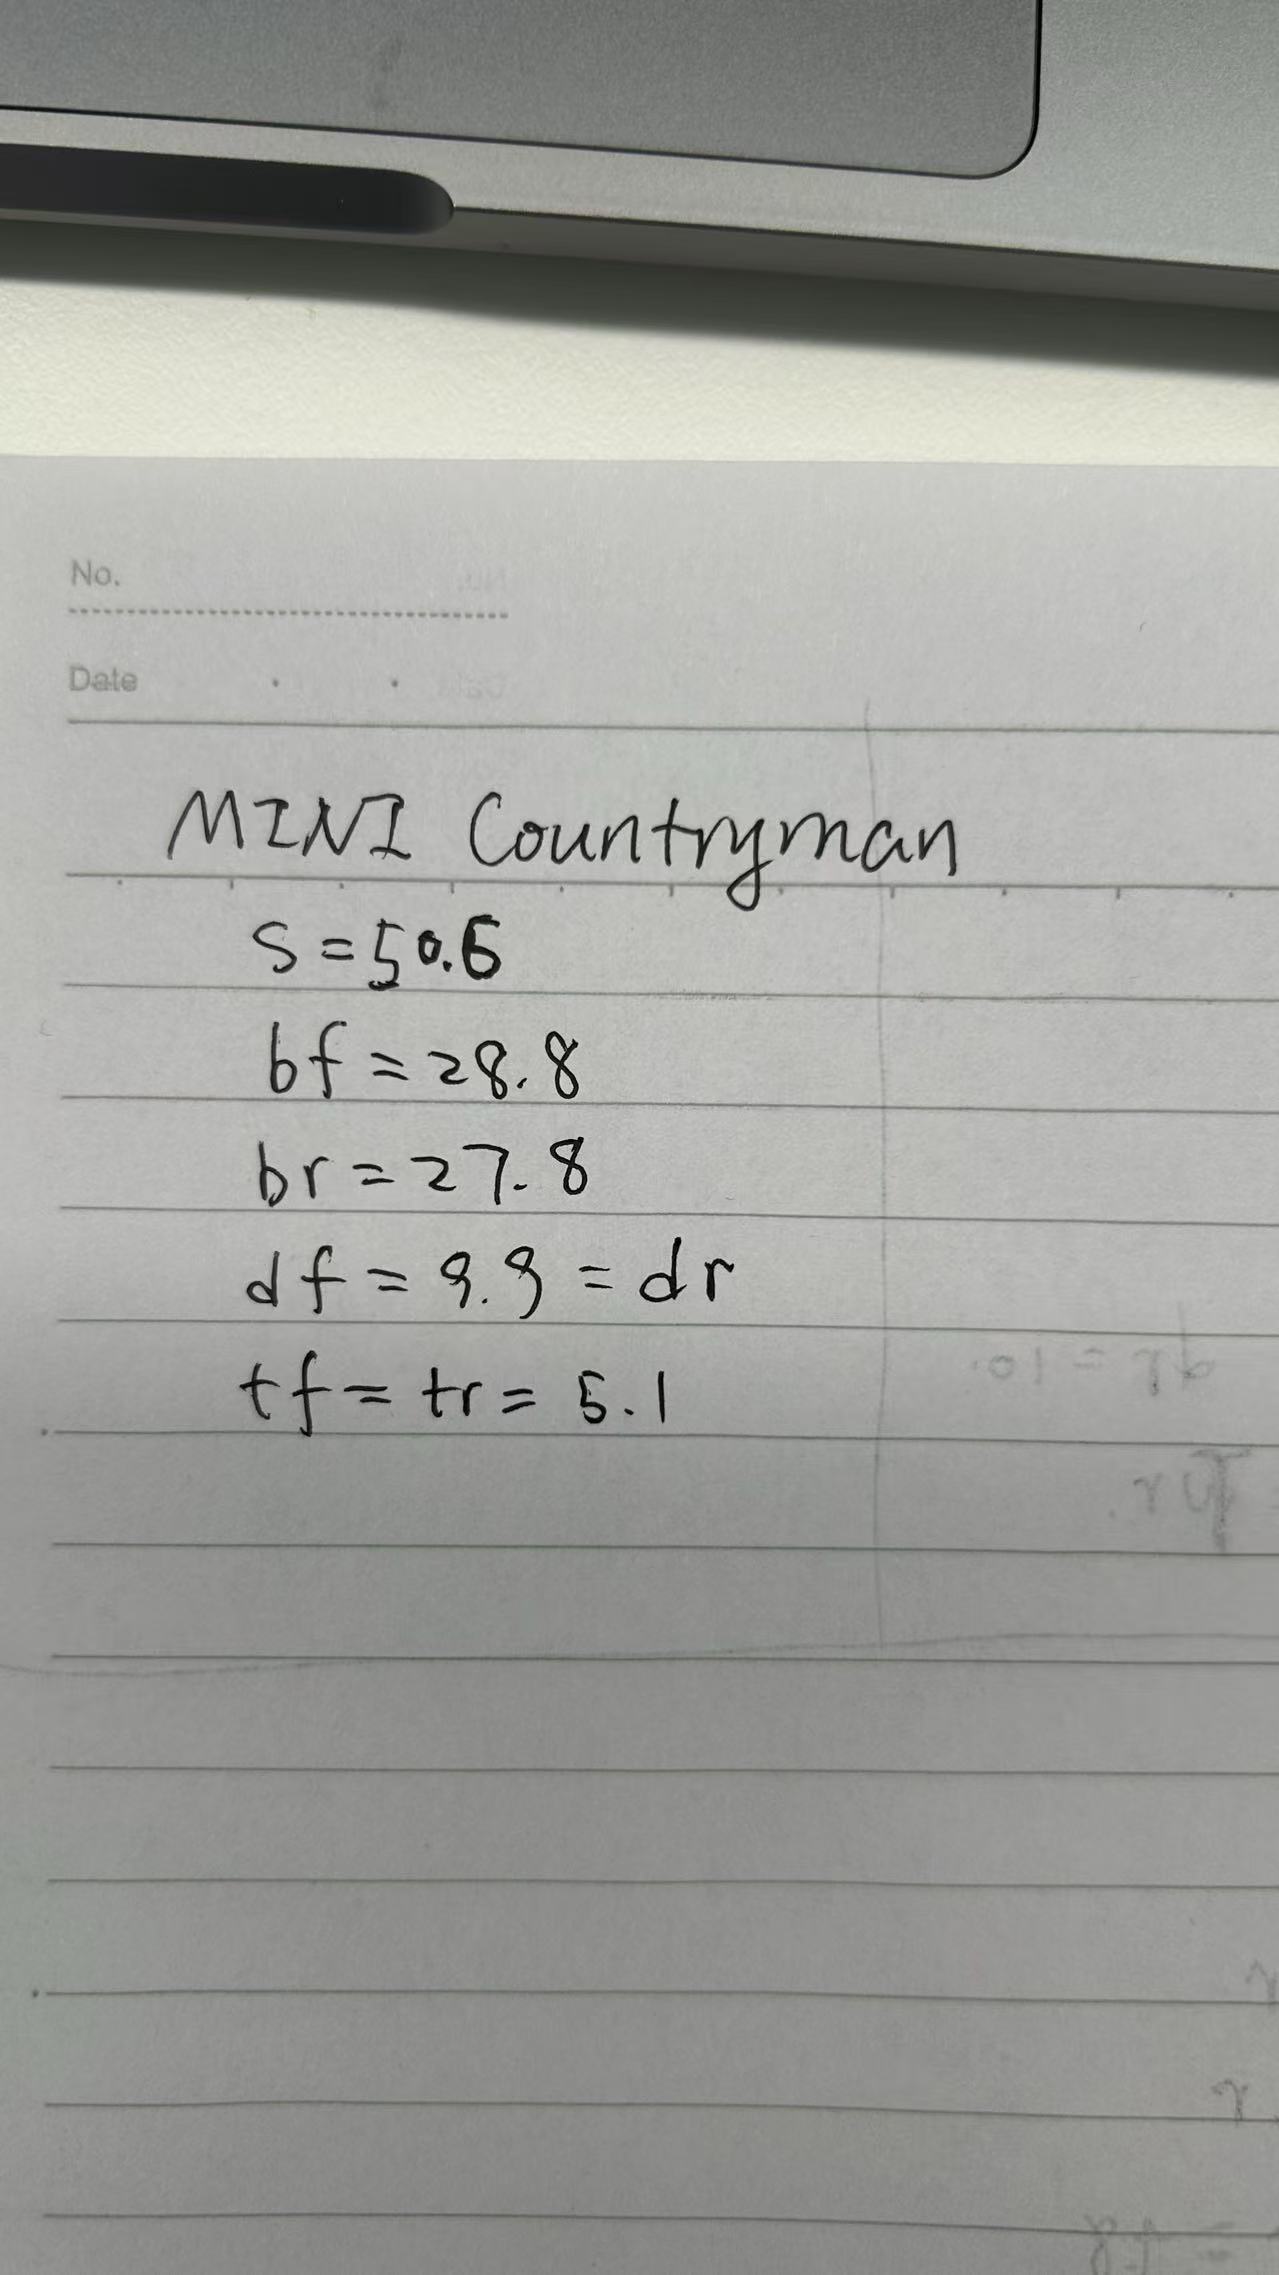 No.
Date
MINI Countryman
s = 50.6
bf = 28.8
br = 27.8
df = 9.9 = dr
tf = tr = 5.1